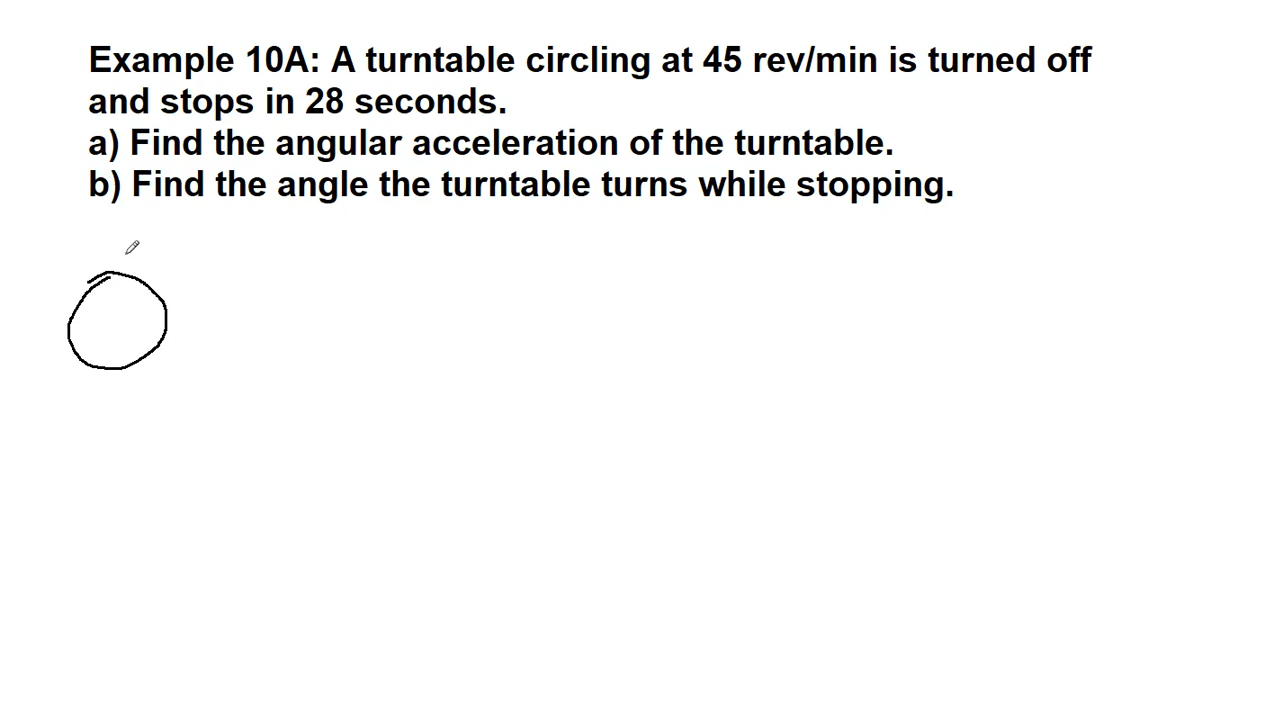 Example 10A: A turntable circling at 45 rev/min is turned off
and stops in 28 seconds.
a) Find the angular acceleration of the turntable.
b) Find the angle the turntable turns while stopping.